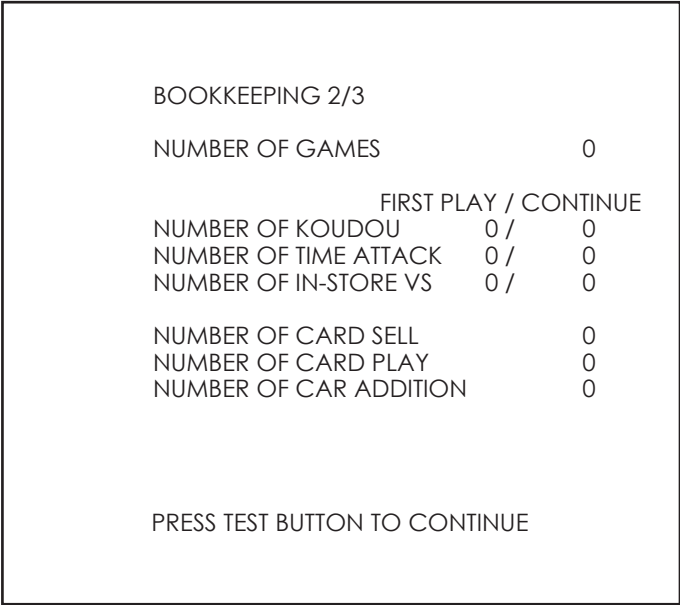 BOOKKEEPING 2/3
NUMBER OF GAMES 0
FIRST PLAY / CONTINUE
NUMBER OF KOUDOU 0 / 0
NUMBER OF TIME ATTACK 0 / 0
NUMBER OF IN-STORE VS 0 / 0
NUMBER OF CARD SELL 0
NUMBER OF CARD PLAY 0
NUMBER OF CAR ADDITION 0
PRESS TEST BUTTON TO CONTINUE